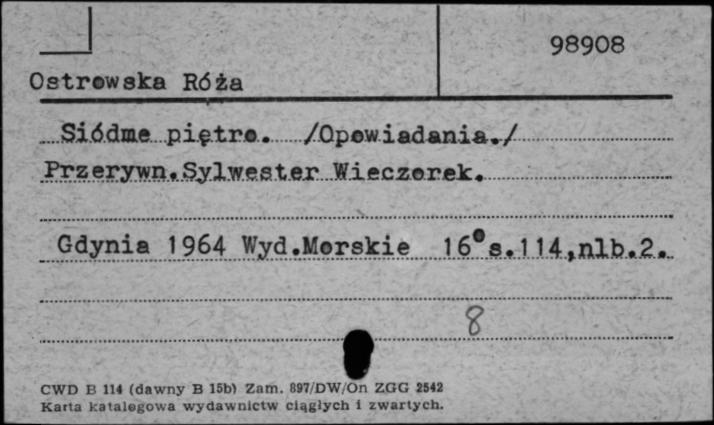 98908
Ostrowska Róża
Siódme piętro. /Opowiadania./
Przerywn.Sylwester Wieczorek.
Gdynia 1964 Wyd.Morskie 16° s.114,nlb.2.
8
CWD B 114 (dawny B 15b) Zam. 897/DW/On ZGG 2542
Karta katalogowa wydawnictw ciągłych i zwartych.